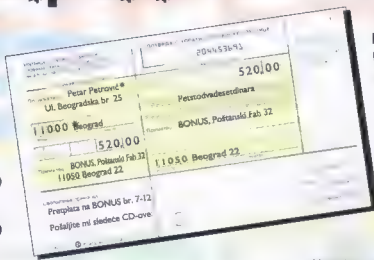 204453693
Petar Petrović
Ul. Beogradska br 25
11000 Beograd
520,00
520,00
Petstodvadesetdinara
BONUS, Poštanski Fah 32
11050 Beograd 22
BONUS, Poštanski Fah 32
11050 Beograd 22
Pretplata na BONUS br. 7-12
Pošaljite mi sledeće CD-ove